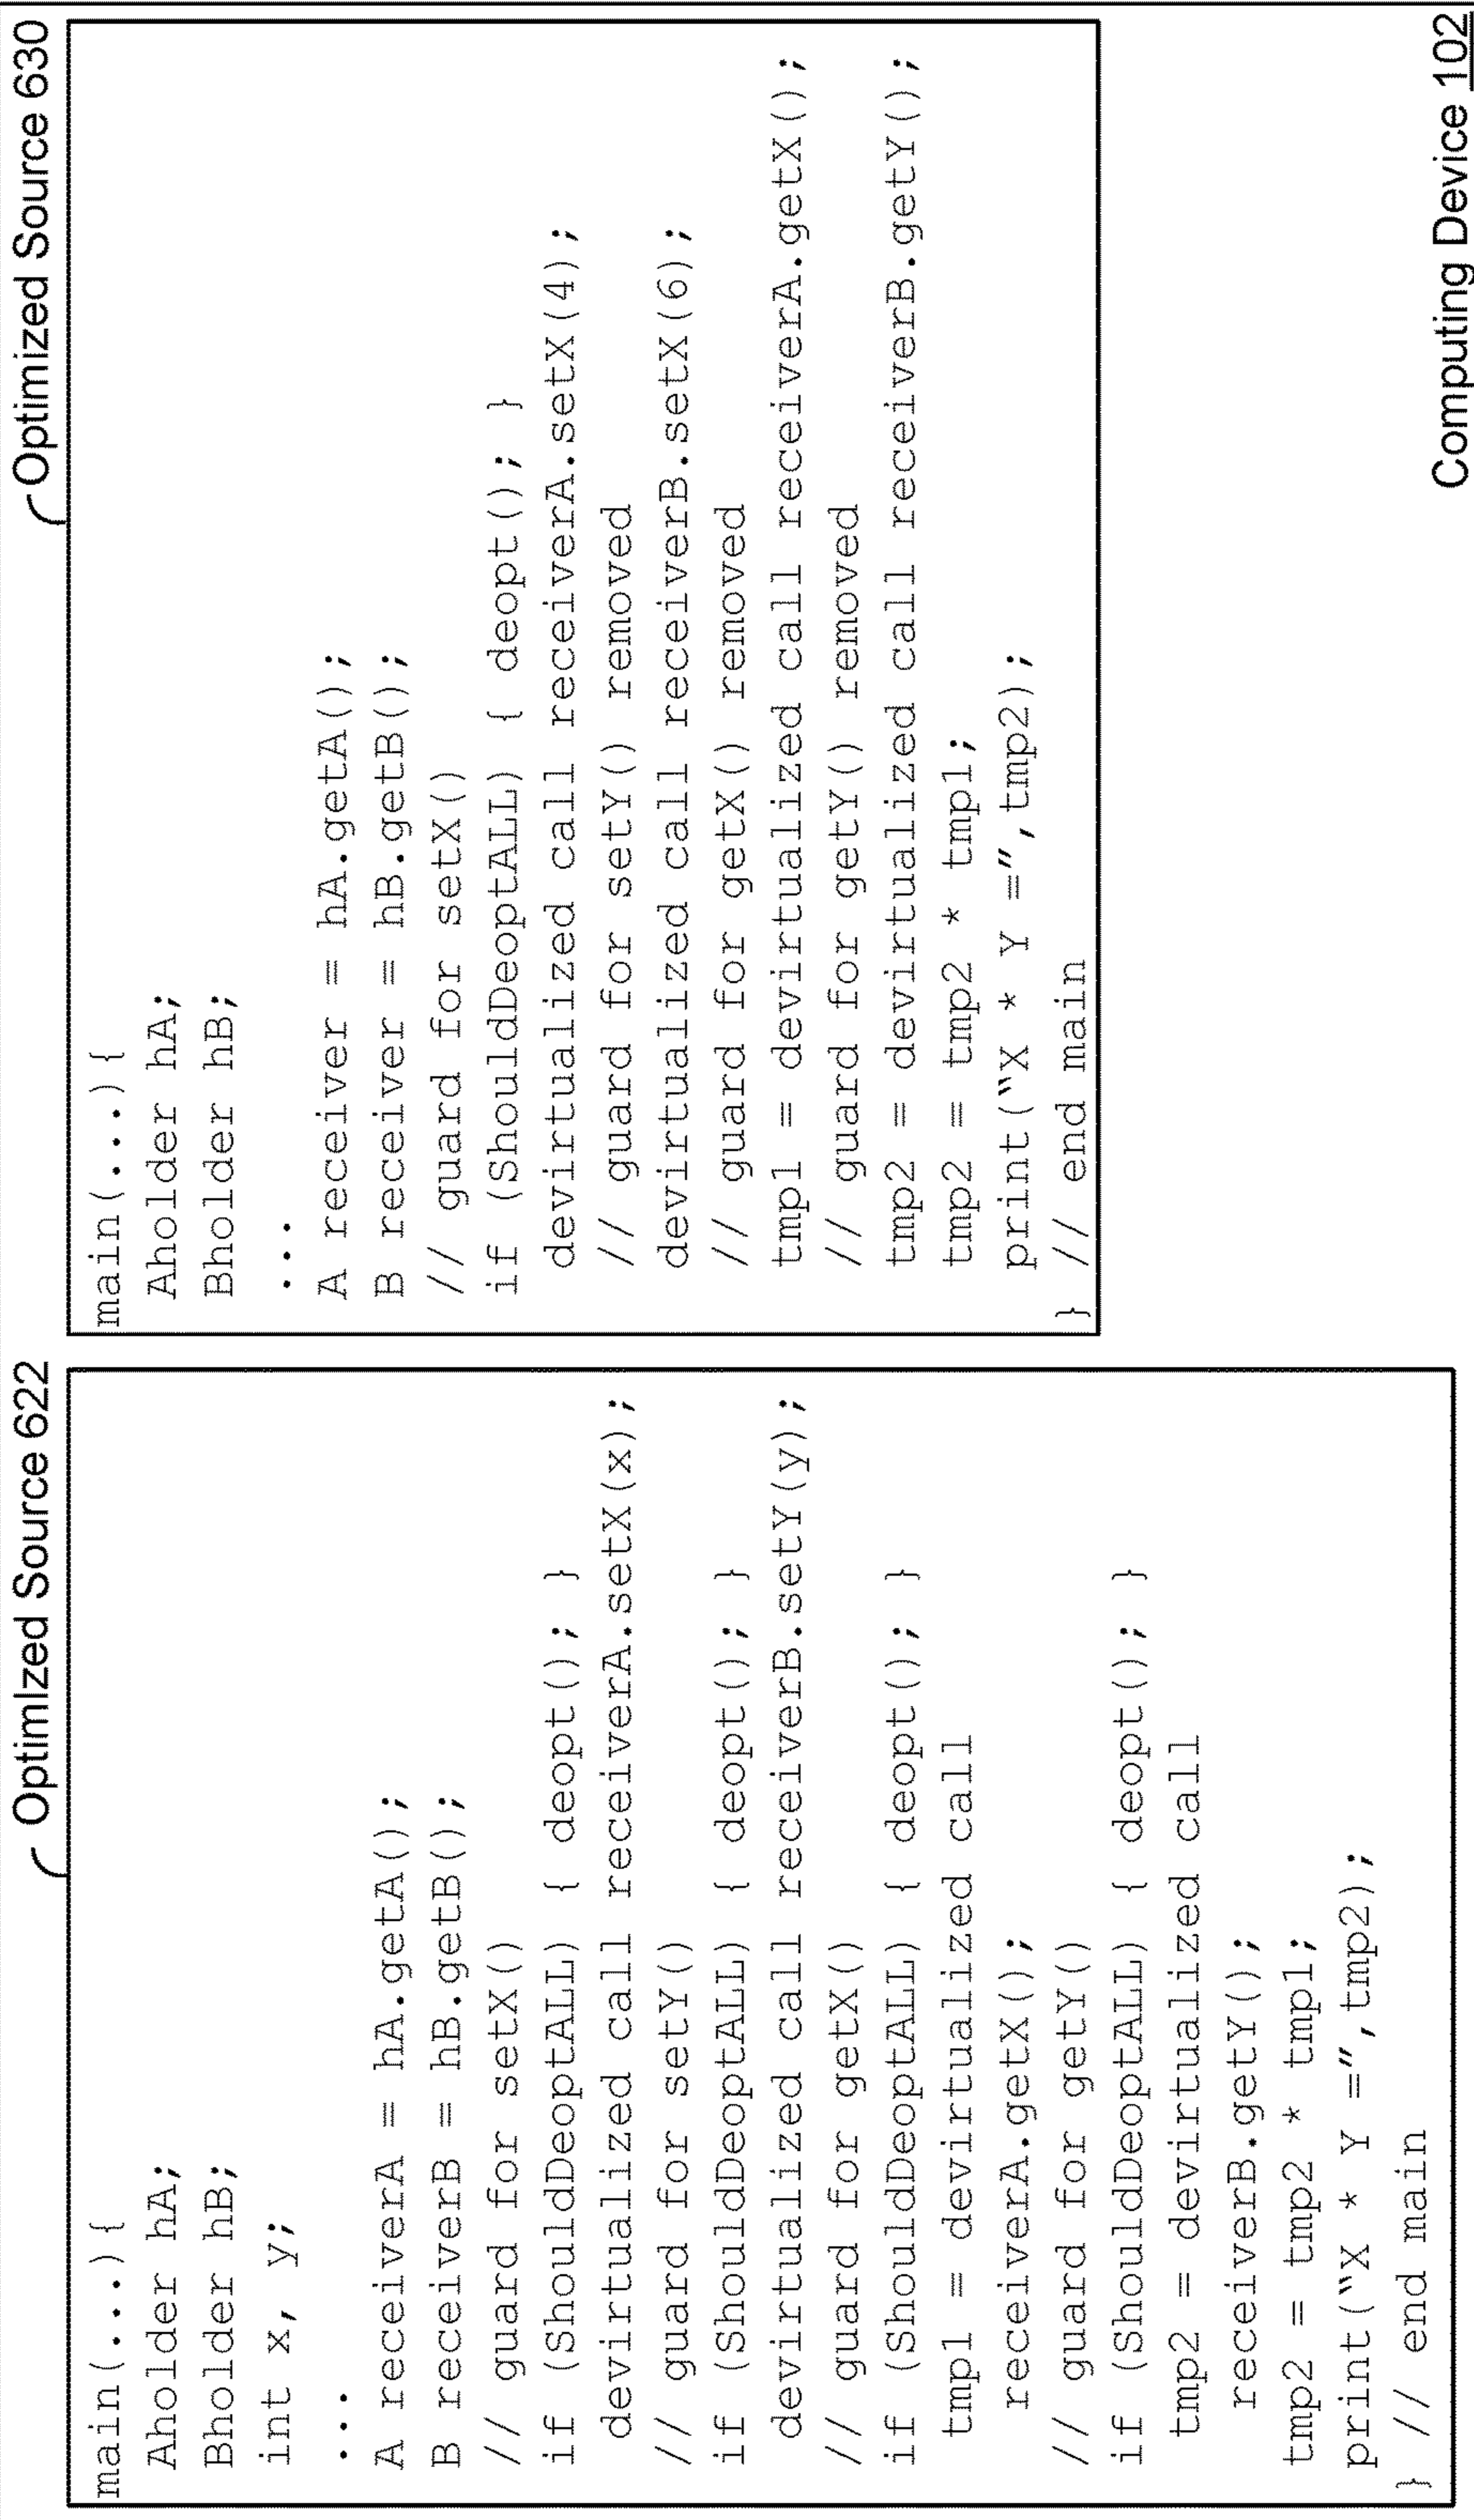 Optimized Source 622
main(...){
Aholder hA;
Bholder hB;
int x, y;
...
A receiverA = hA.getA();
B receiverB = hB.getB();
// guard for setX()
if (ShouldDeoptALL) { deopt(); }
devirtualized call receiverA.setX(x);
// guard for setY()
if (ShouldDeoptALL) { deopt(); }
devirtualized call receiverB.setY(y);
// guard for getX()
if (ShouldDeoptALL) { deopt(); }
tmp1 = devirtualized call
receiverA.getX();
// guard for getY()
if (ShouldDeoptALL) { deopt(); }
tmp2 = devirtualized call
receiverB.getY();
tmp2 = tmp2 * tmp1;
print("X * Y =",tmp2);
} // end main
Optimized Source 630
main(...){
Aholder hA;
Bholder hB;
...
A receiver = hA.getA();
B receiver = hB.getB();
// guard for setX()
if (ShouldDeoptALL) { deopt(); }
devirtualized call receiverA.setX(4);
// guard for setY() removed
devirtualized call receiverB.setX(6);
// guard for getX() removed
tmp1 = devirtualized call receiverA.getX();
// guard for getY() removed
tmp2 = devirtualized call receiverB.getY();
tmp2 = tmp2 * tmp1;
print("X * Y =",tmp2);
} // end main
Computing Device 102